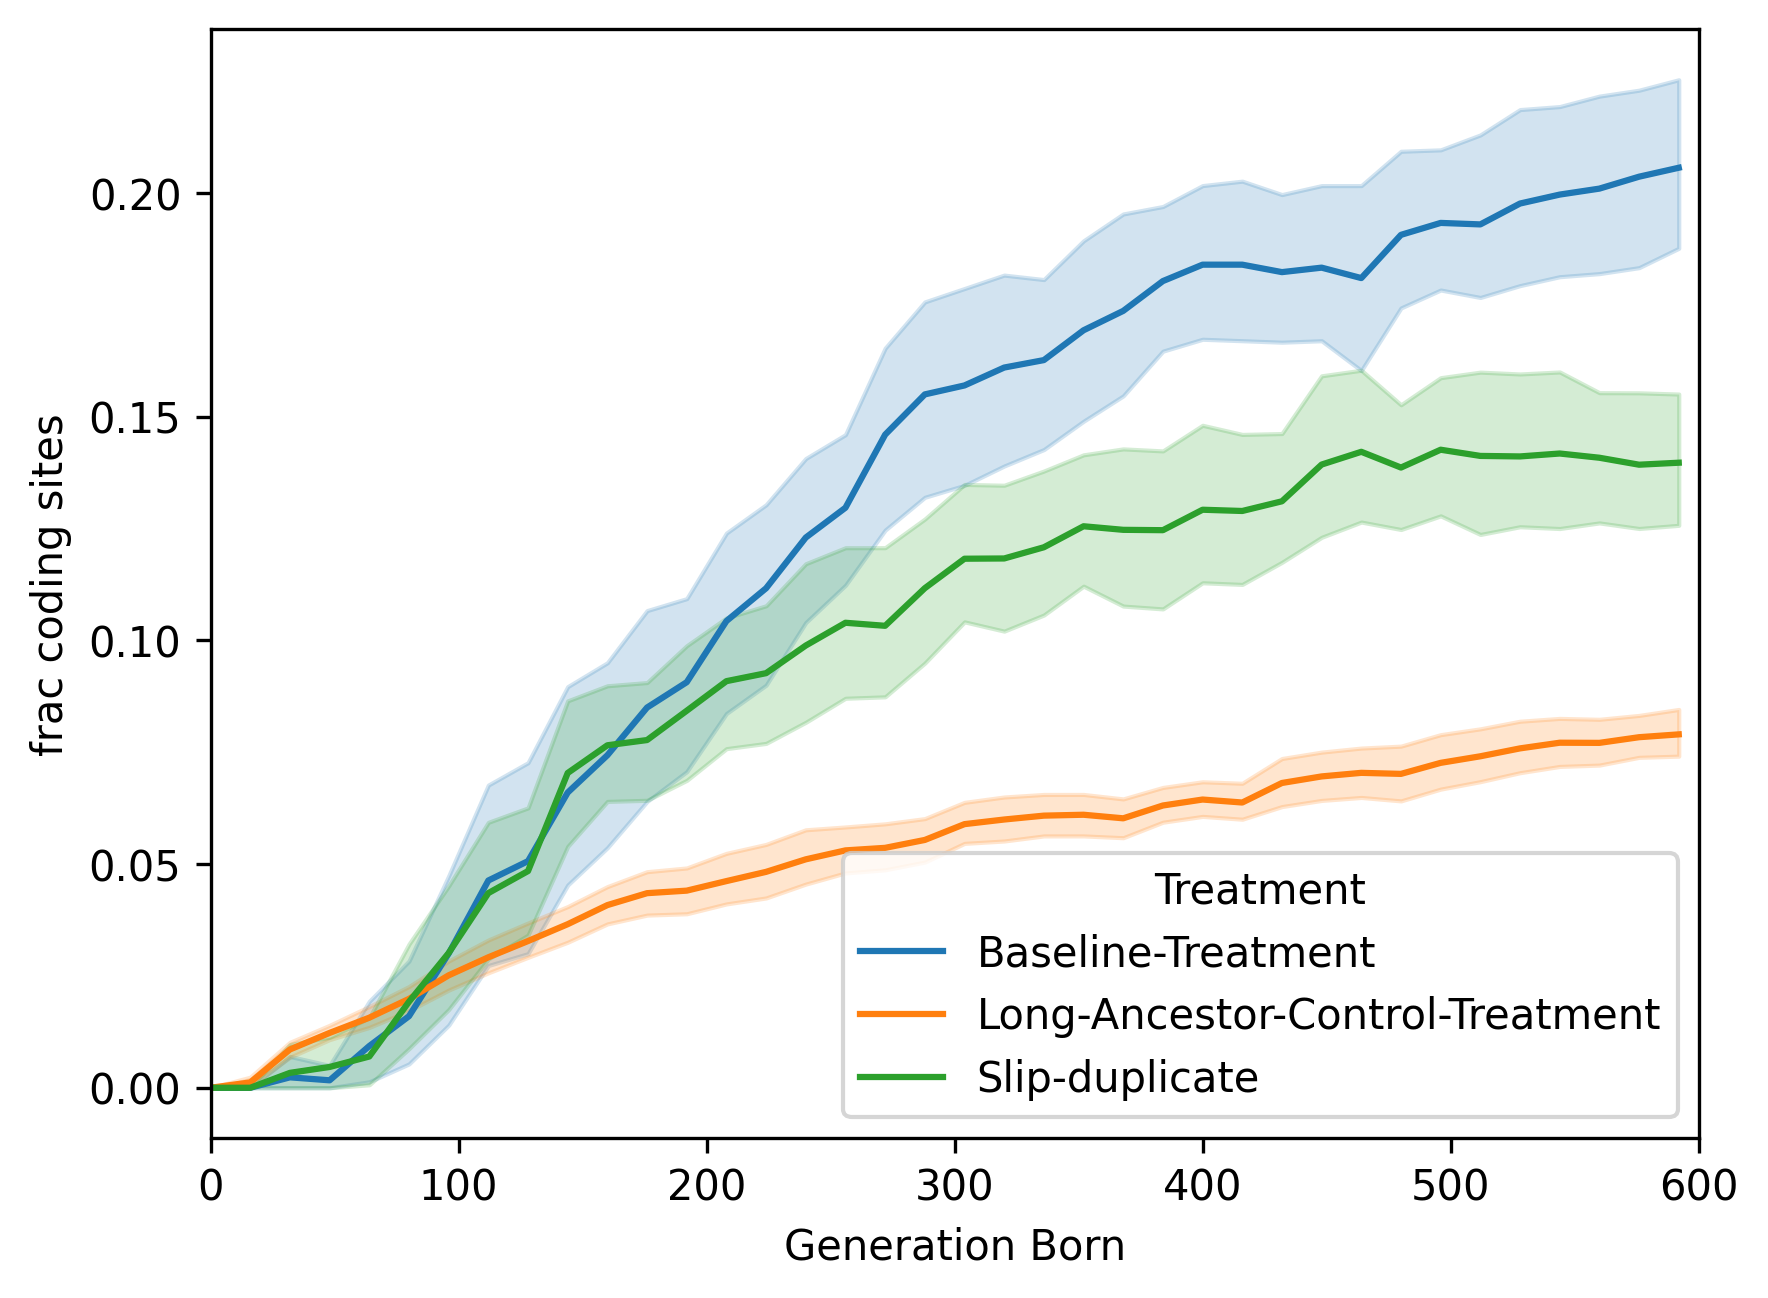 frac coding sites
0.20
0.15
0.10
0.05
0.00
0 100 200 300 400 500 600
Generation Born
Treatment
Baseline-Treatment
Long-Ancestor-Control-Treatment
Slip-duplicate